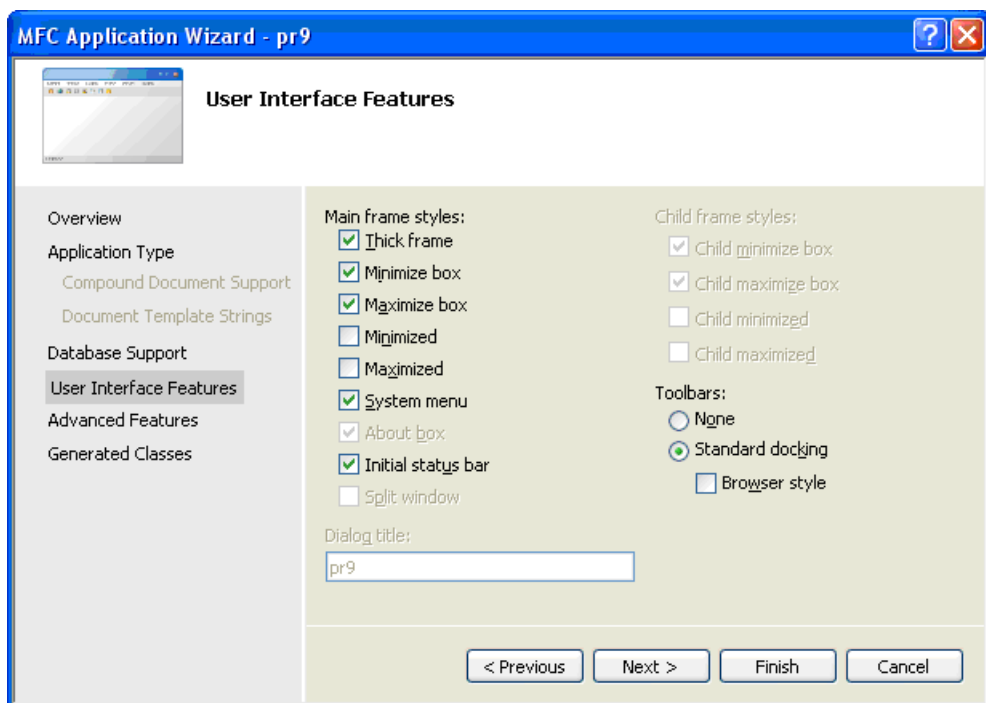 MFC Application Wizard - pr9
User Interface Features
Overview
Application Type
Compound Document Support
Document Template Strings
Database Support
User Interface Features
Advanced Features
Generated Classes
Main frame styles:
Thick frame
Minimize box
Maximize box
Minimized
Maximized
System menu
About box
Initial status bar
Split window
Dialog title:
pr9
Child frame styles:
Child minimize box
Child maximize box
Child minimized
Child maximized
Toolbars:
None
Standard docking
Browser style
< Previous
Next >
Finish
Cancel